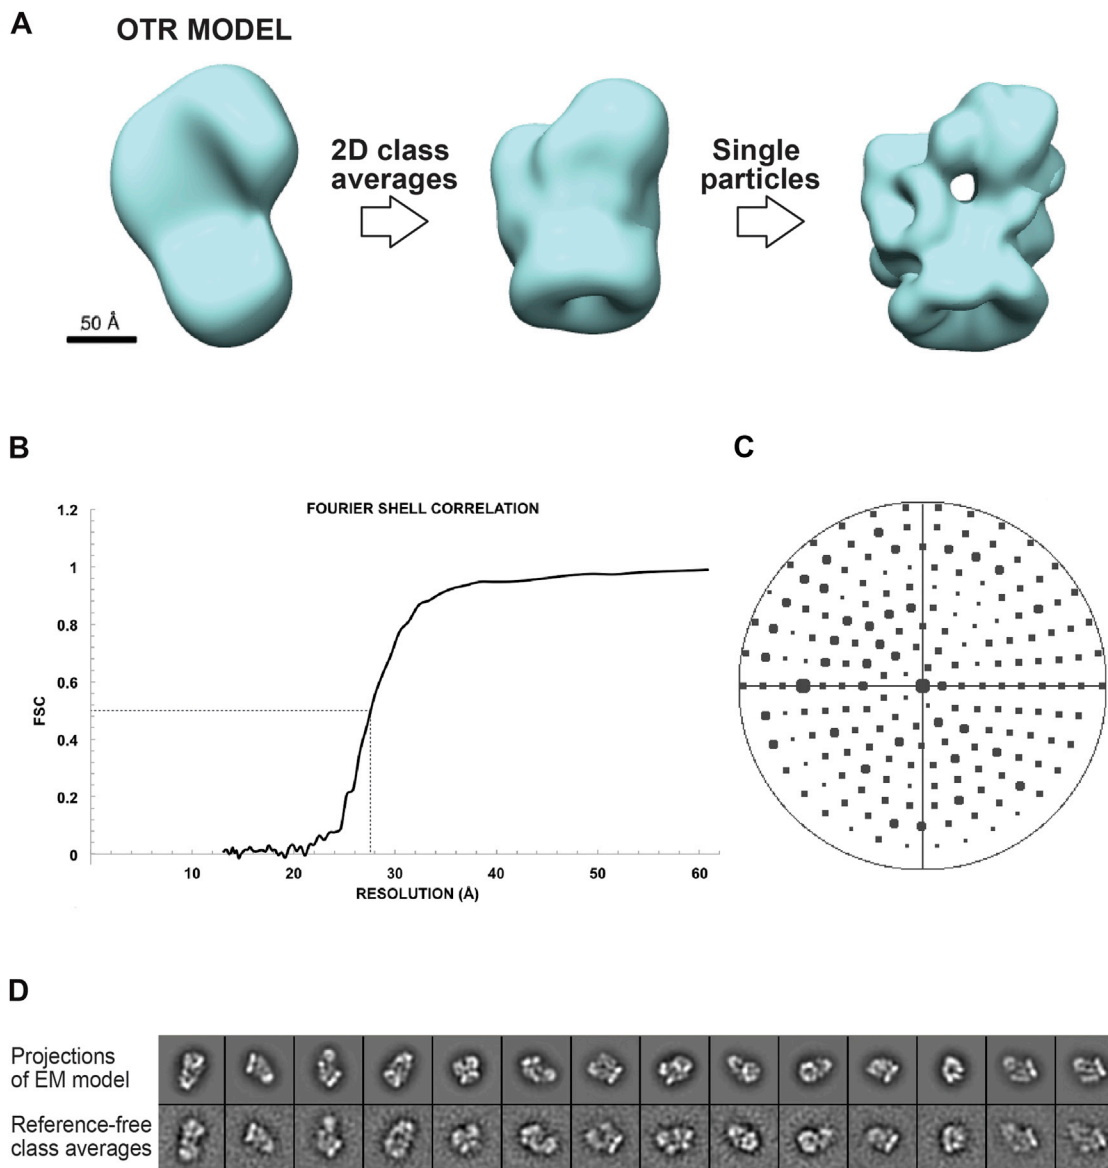 A
OTR MODEL
2D class
averages
Single
particles
50 Å
B
C
FOURIER SHELL CORRELATION
1.2
1
0.8
0.6
0.4
0.2
0
FSC
10
20
30
40
50
60
RESOLUTION (Å)
D
Projections
of EM model
Reference-free
class averages